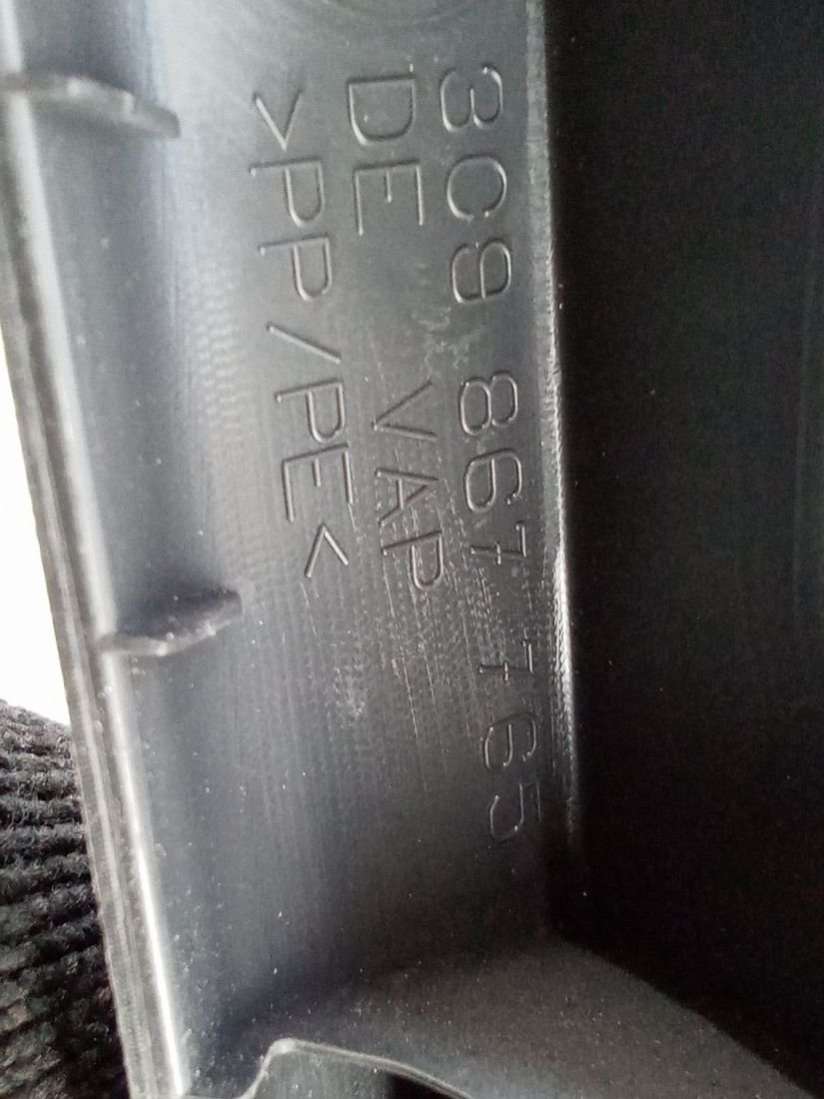 3C9 867 765
DE VAP
>PP/PE<